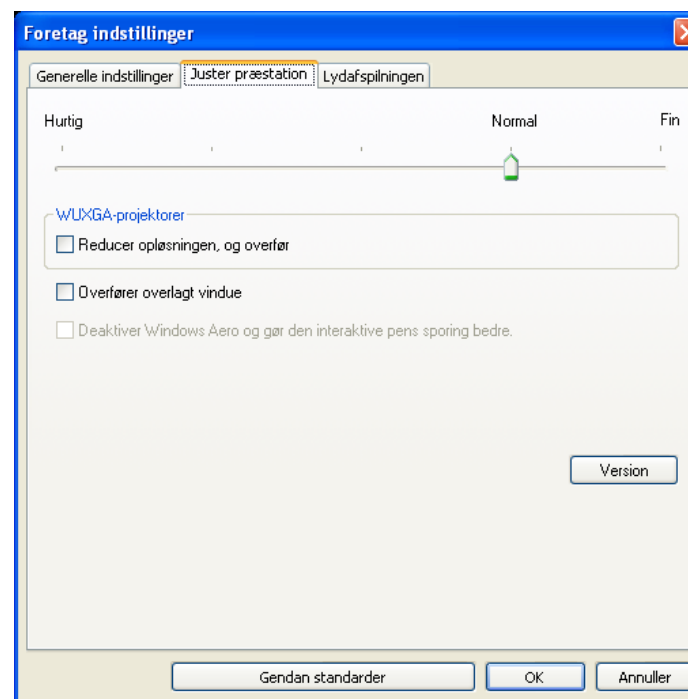 Foretag indstillinger
Generelle indstillinger Juster præstation Lydafspilningen
Hurtig Normal Fin
WUXGA-projektorer
Reducer opløsningen, og overfør
Overfører overlagt vindue
Deaktiver Windows Aero og gør den interaktive pens sporing bedre.
Version
Gendan standarder OK Annuller